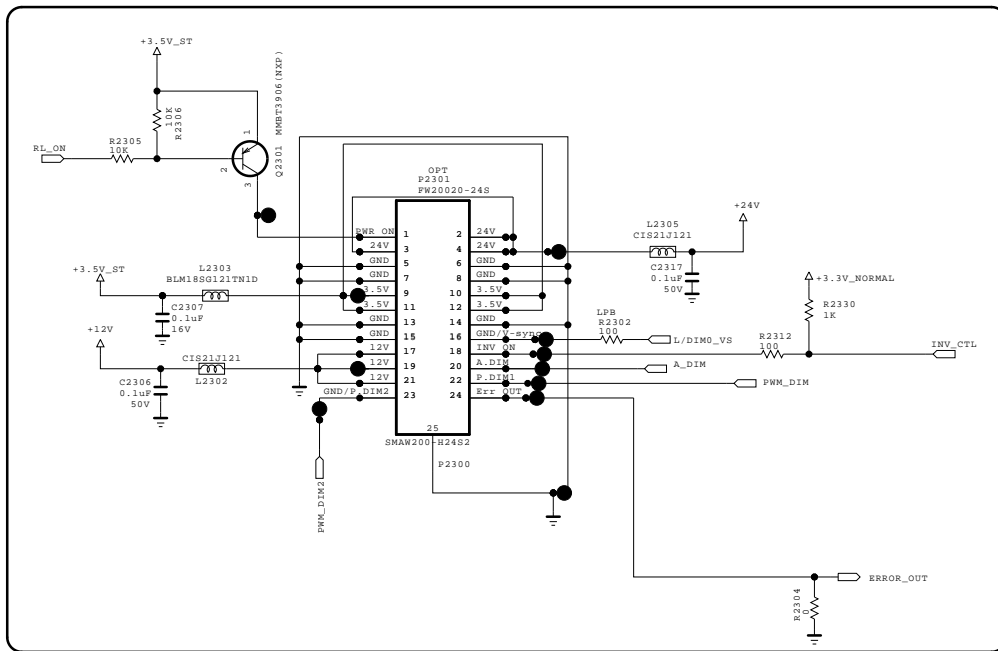 +3.5V_ST
10K
R2306
MMBT3906(NXP)
Q2301
1
2
3
RL_ON
R2305
10K
OPT
P2301
FW20020-24S
PWR ON
24V
GND
GND
3.5V
3.5V
GND
GND
12V
12V
12V
GND/P.DIM2
1
3
5
7
9
11
13
15
17
19
21
23
2
4
6
8
10
12
14
16
18
20
22
24
25
24V
24V
GND
GND
3.5V
3.5V
GND
GND/V-sync
INV ON
A.DIM
P.DIM1
Err OUT
SMAW200-H24S2
P2300
+3.5V_ST
L2303
BLM18SG121TN1D
C2307
0.1uF
16V
+12V
CIS21J121
L2302
C2306
0.1uF
50V
PWM_DIM2
+24V
L2305
CIS21J121
C2317
0.1uF
50V
+3.3V_NORMAL
R2330
1K
LPB
R2302
100
L/DIM0_VS
R2312
100
INV_CTL
A_DIM
PWM_DIM
ERROR_OUT
R2304
0